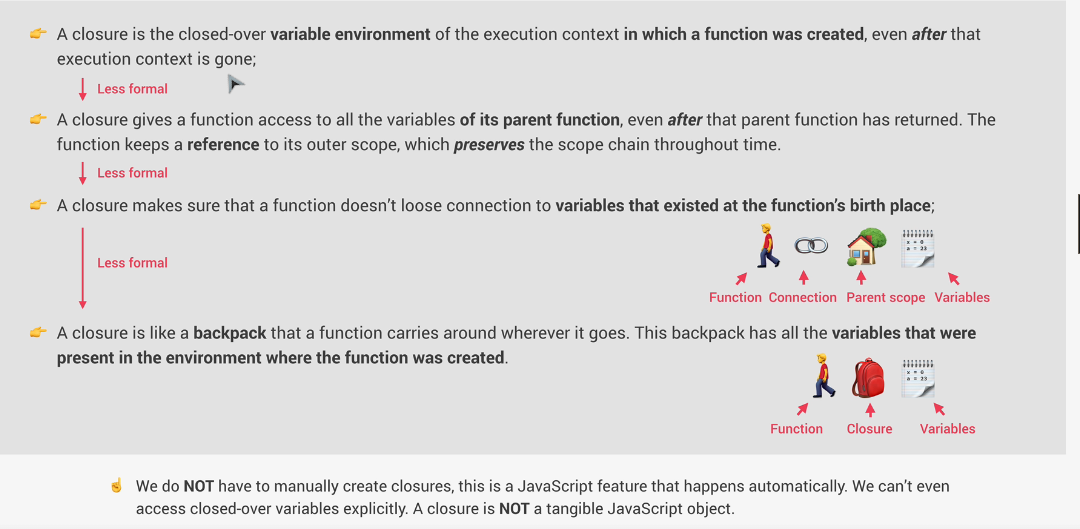 👉 A closure is the closed-over variable environment of the execution context in which a function was created, even after that
execution context is gone;
Less formal
👉 A closure gives a function access to all the variables of its parent function, even after that parent function has returned. The
function keeps a reference to its outer scope, which preserves the scope chain throughout time.
Less formal
👉 A closure makes sure that a function doesn’t loose connection to variables that existed at the function’s birth place;
x = 0
a = 23
Less formal
Function Connection Parent scope Variables
👉 A closure is like a backpack that a function carries around wherever it goes. This backpack has all the variables that were
present in the environment where the function was created.
x = 0
a = 23
Function Closure Variables
☝️ We do NOT have to manually create closures, this is a JavaScript feature that happens automatically. We can’t even
access closed-over variables explicitly. A closure is NOT a tangible JavaScript object.